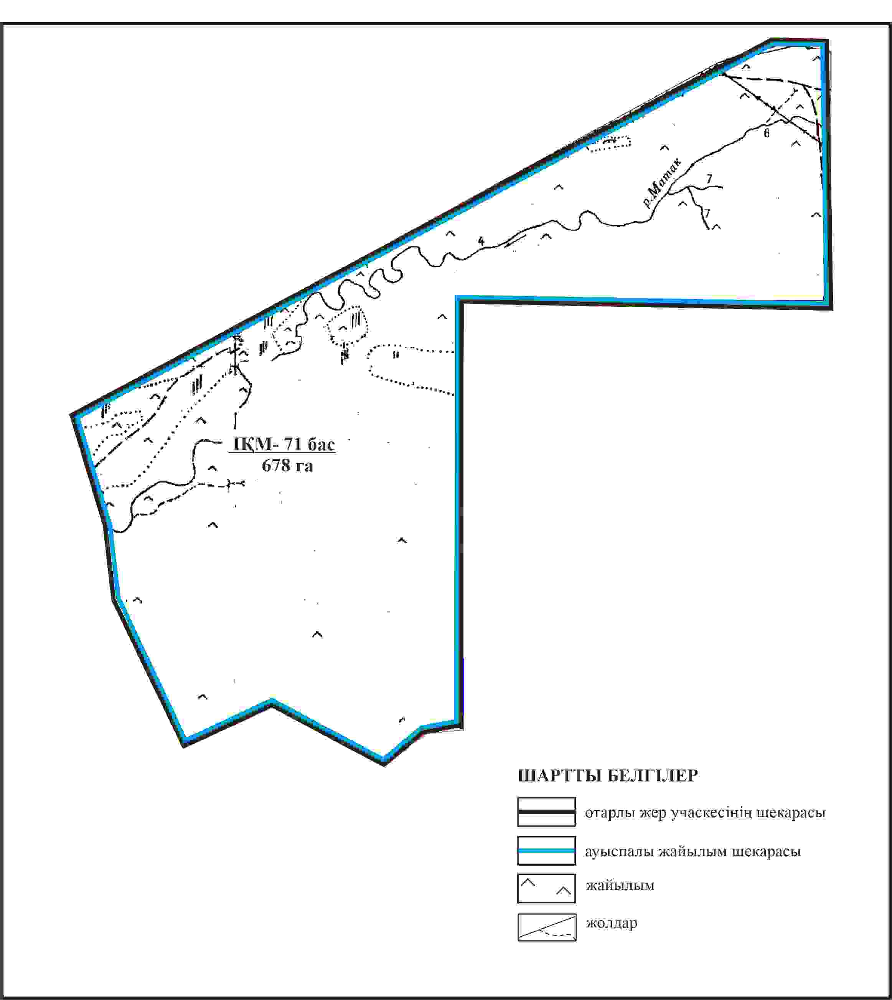 6
р.Матак
7
7
4
ІҚМ- 71 бас
678 га
ШАРТТЫ БЕЛГІЛЕР
отарлы жер учаскесінің шекарасы
ауыспалы жайылым шекарасы
жайылым
жолдар